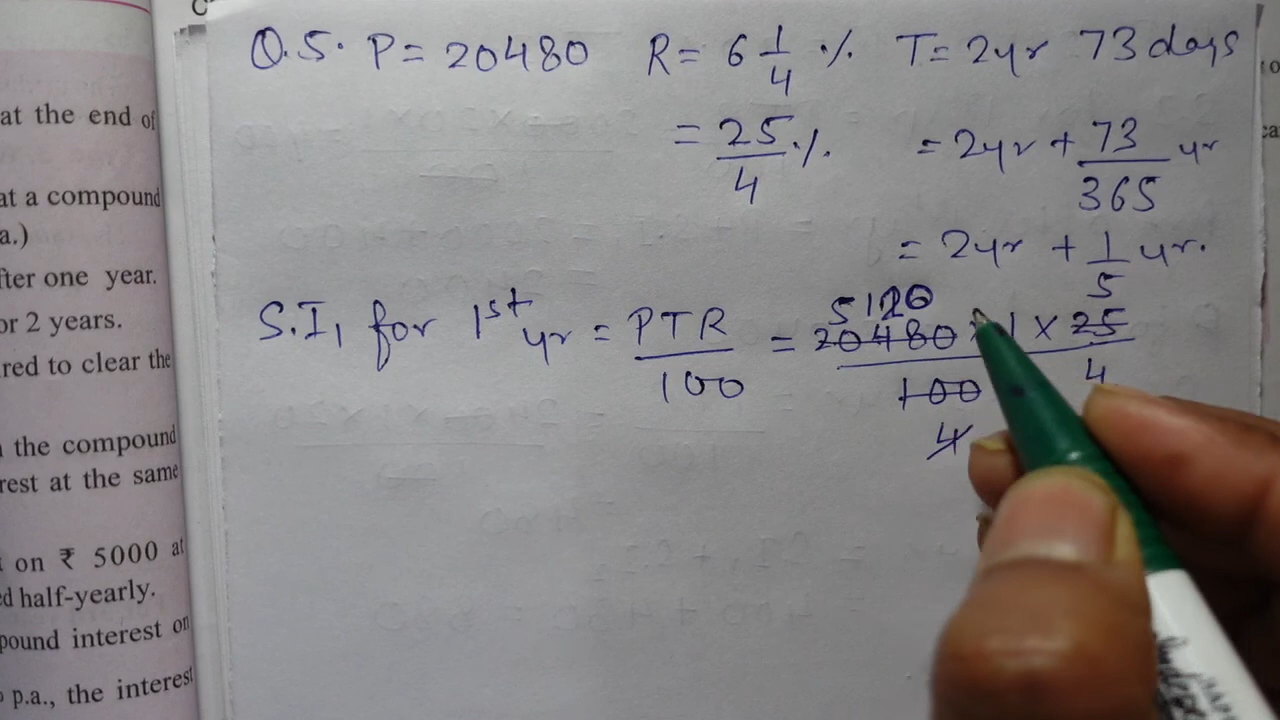 Q.5. P = 20480 R = 6 1/4 % T = 2yr 73 days
= 25/4 % = 2yr + 73/365 yr
= 2yr + 1/5 yr.
5120
S.I, for 1st yr = PTR/100 = 20480 × 1 × 25
100 4
4
at the end of
at a compound
a.)
fter one year.
or 2 years.
red to clear the
the compound
rest at the same
on ₹ 5000 at
ed half-yearly.
pound interest on
p.a., the interest